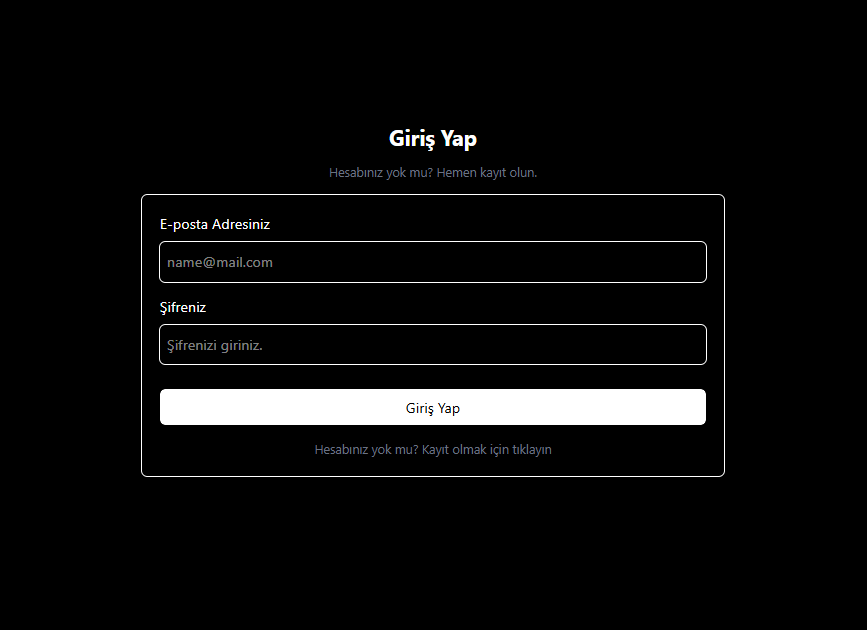 Giriş Yap
Hesabınız yok mu? Hemen kayıt olun.
E-posta Adresiniz
name@mail.com
Şifreniz
Şifrenizi giriniz.
Giriş Yap
Hesabınız yok mu? Kayıt olmak için tıklayın